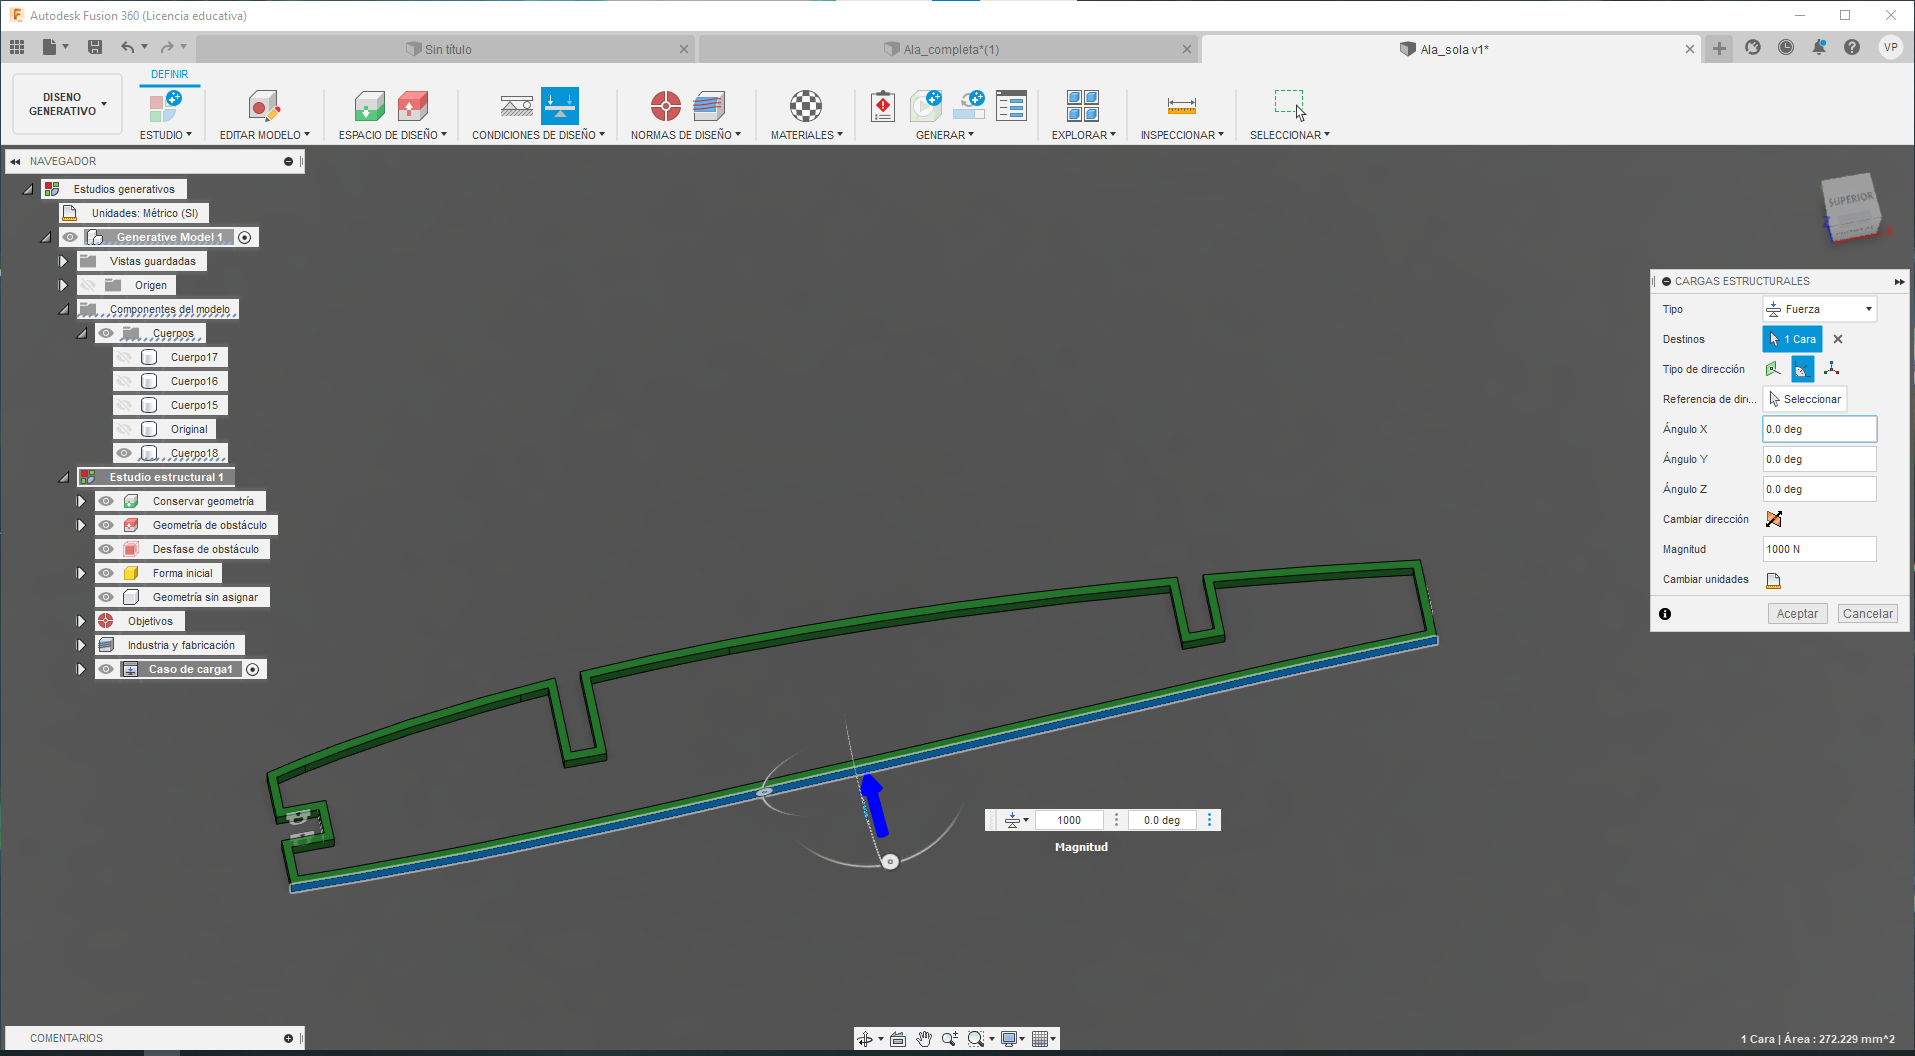 Autodesk Fusion 360 (Licencia educativa)
Sin título
Ala_completa*(1)
Ala_sola v1*
VP
DISEÑO GENERATIVO
DEFINIR
ESTUDIO
EDITAR MODELO
ESPACIO DE DISEÑO
CONDICIONES DE DISEÑO
NORMAS DE DISEÑO
MATERIALES
GENERAR
EXPLORAR
INSPECCIONAR
SELECCIONAR
NAVEGADOR
Estudios generativos
Unidades: Métrico (SI)
Generative Model 1
Vistas guardadas
Origen
Componentes del modelo
Cuerpos
Cuerpo17
Cuerpo16
Cuerpo15
Original
Cuerpo18
Estudio estructural 1
Conservar geometría
Geometría de obstáculo
Desfase de obstáculo
Forma inicial
Geometría sin asignar
Objetivos
Industria y fabricación
Caso de carga1
SUPERIOR
Z
X
CARGAS ESTRUCTURALES
Tipo Fuerza
Destinos 1 Cara
Tipo de dirección
Referencia de dir... Seleccionar
Ángulo X 0.0 deg
Ángulo Y 0.0 deg
Ángulo Z 0.0 deg
Cambiar dirección
Magnitud 1000 N
Cambiar unidades
Aceptar Cancelar
1000 0.0 deg
Magnitud
COMENTARIOS
1 Cara | Área : 272.229 mm^2